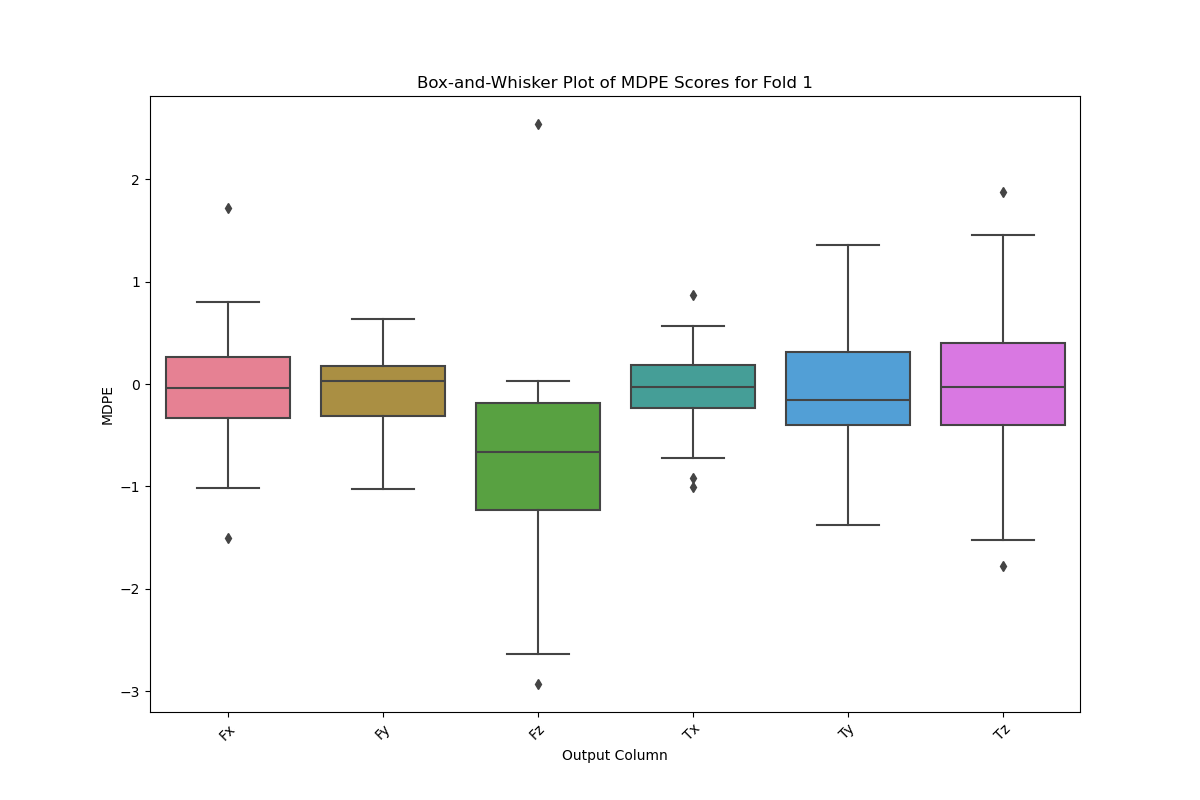 Box-and-Whisker Plot of MDPE Scores for Fold 1
2
1
0
−1
−2
−3
MDPE
Fx
Fy
Fz
Tx
Ty
Tz
Output Column